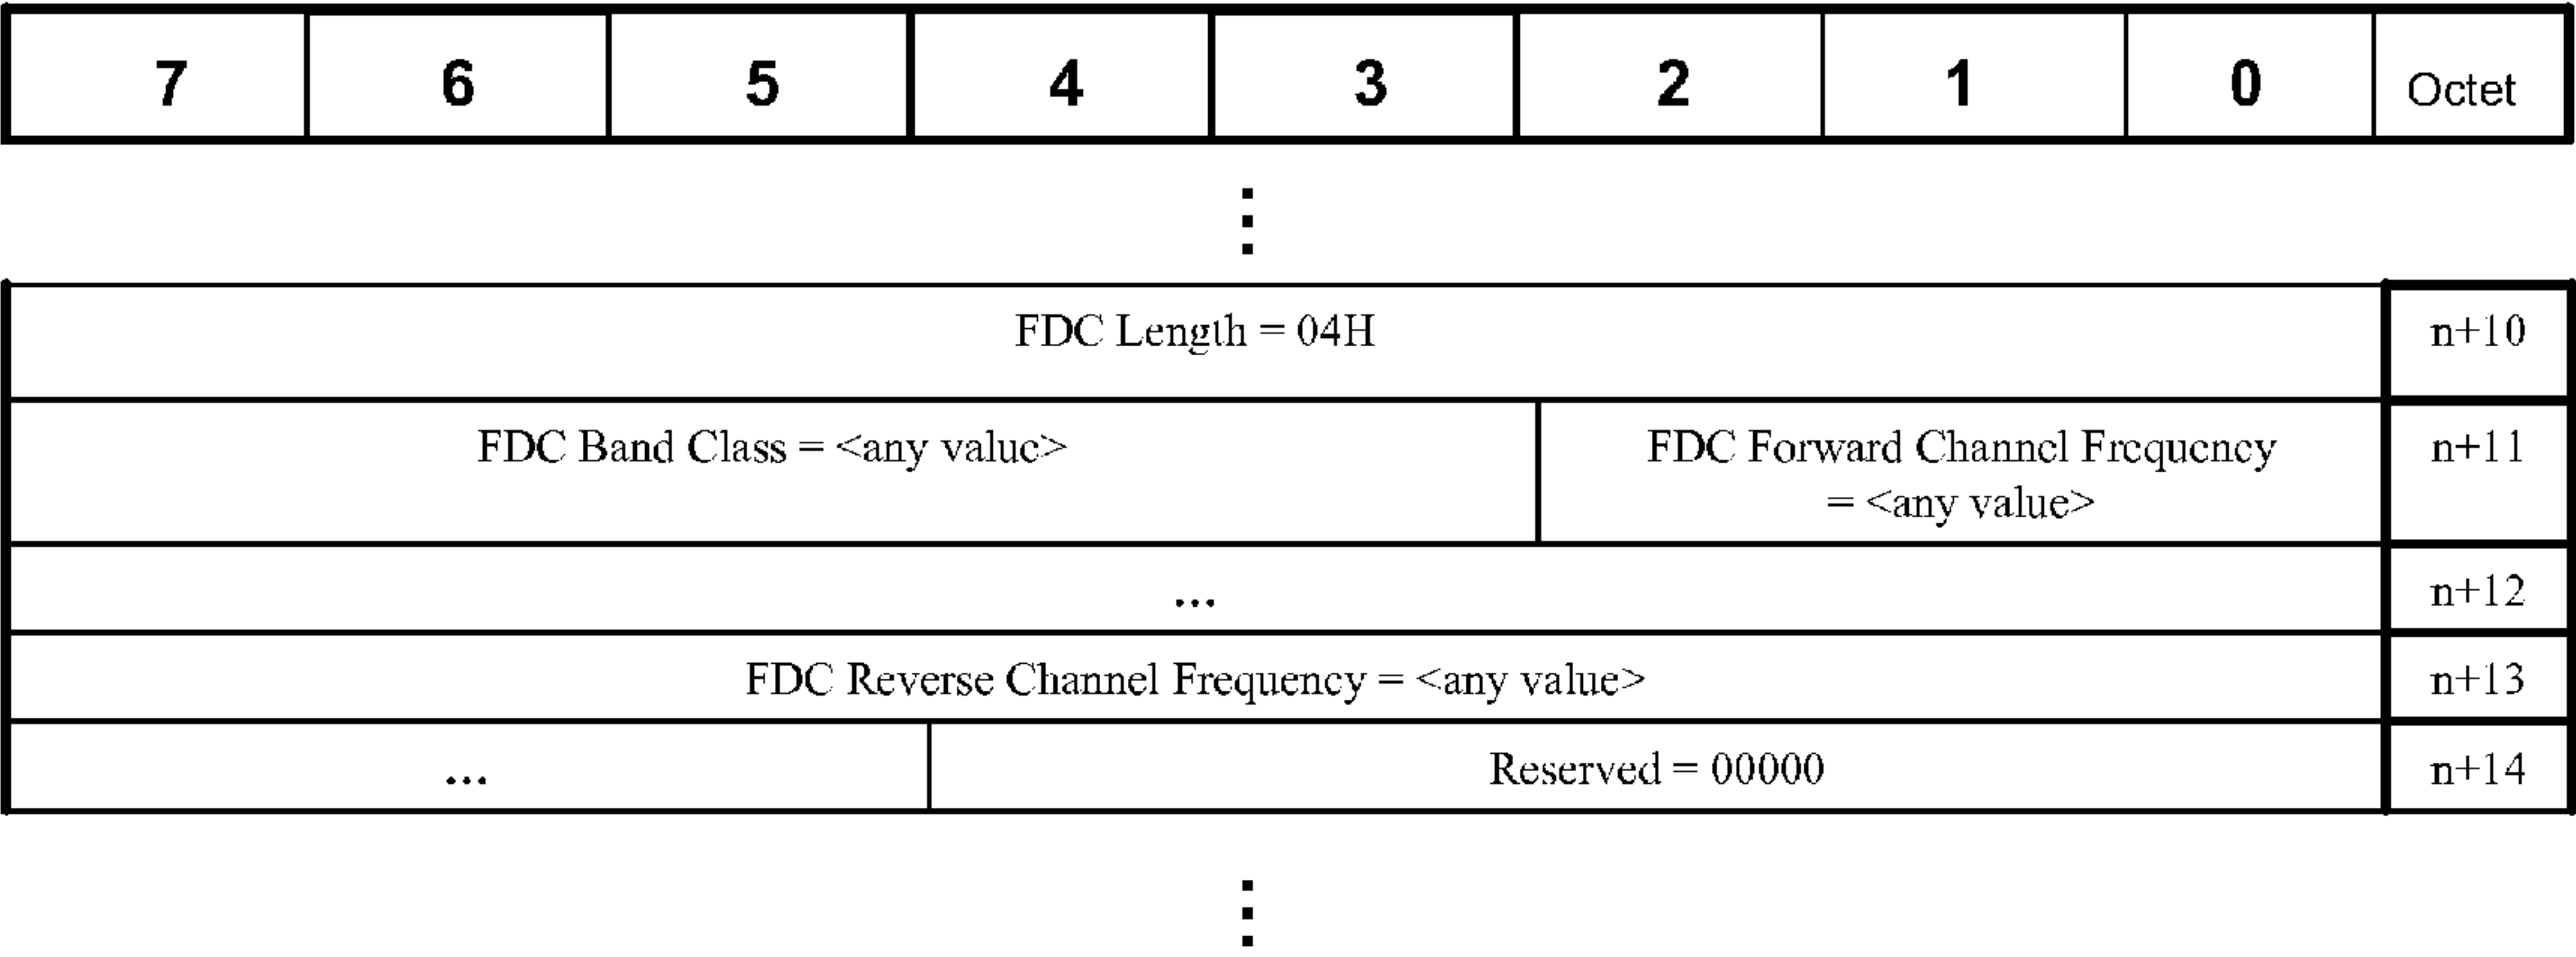 7 6 5 4 3 2 1 0 Octet
⋮
FDC Length = 04H n+10
FDC Band Class = <any value> FDC Forward Channel Frequency n+11
= <any value>
... n+12
FDC Reverse Channel Frequency = <any value> n+13
... Reserved = 00000 n+14
⋮